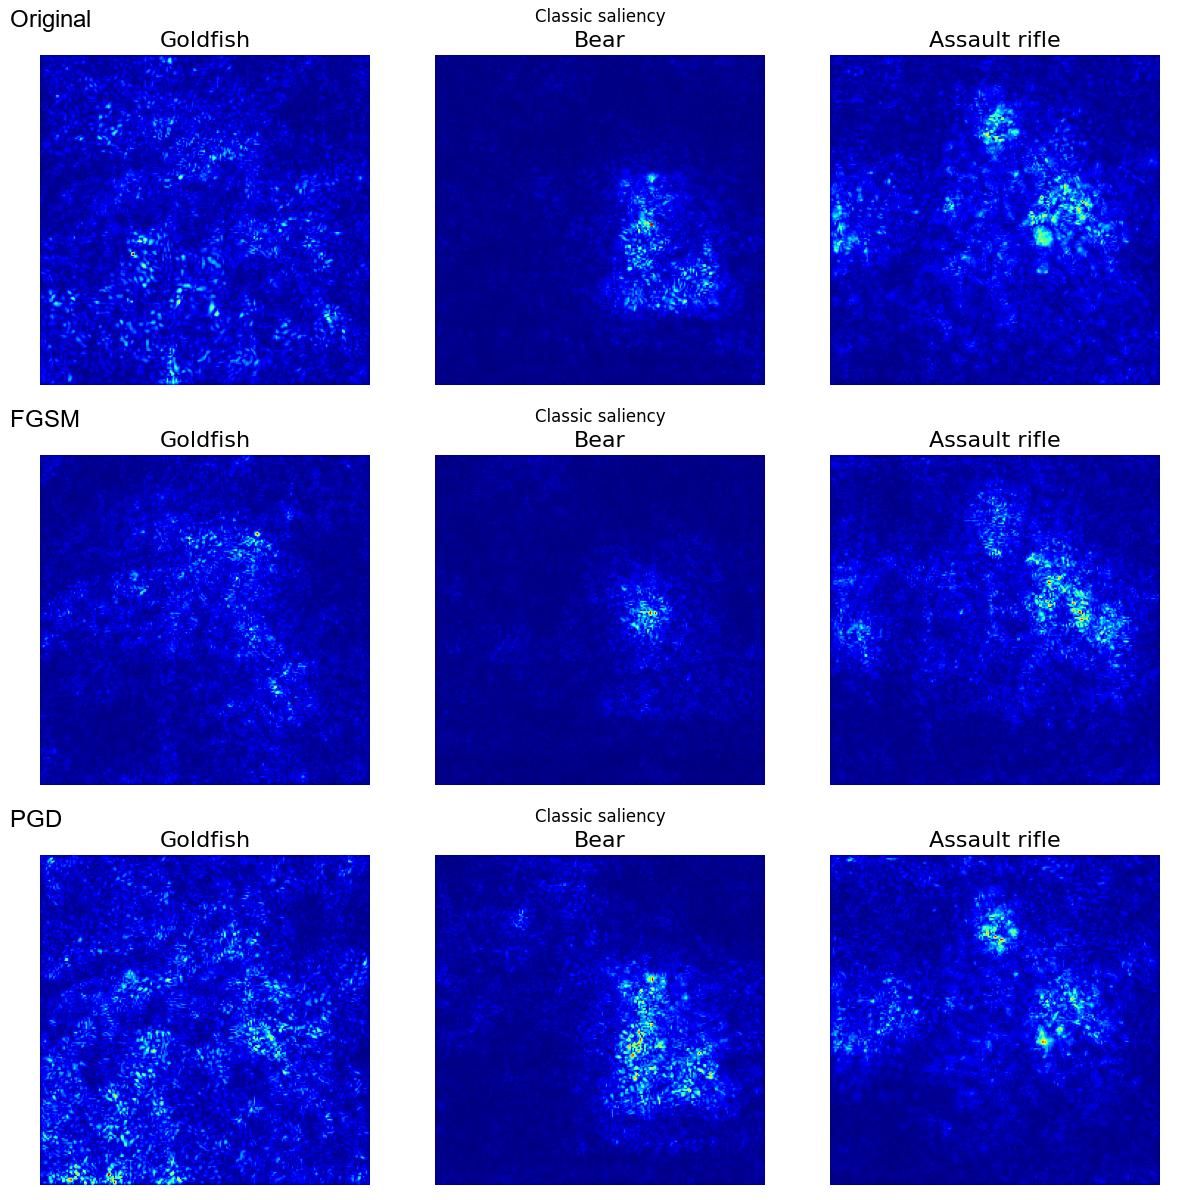 Original
Classic saliency
Goldfish
Bear
Assault rifle
FGSM
Classic saliency
Goldfish
Bear
Assault rifle
PGD
Classic saliency
Goldfish
Bear
Assault rifle